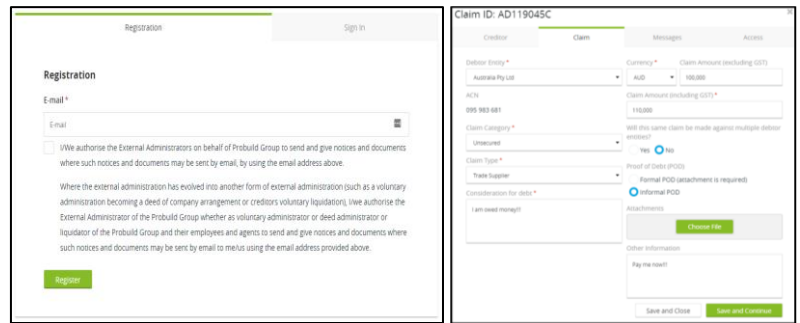 Registration
Sign In
Registration
E-mail *
E-mail
I/We authorise the External Administrators on behalf of Probuild Group to send and give notices and documents
where such notices and documents may be sent by email, by using the email address above.
Where the external administration has evolved into another form of external administration (such as a voluntary
administration becoming a deed of company arrangement or creditors voluntary liquidation), I/we authorise the
External Administrator of the Probuild Group whether as voluntary administrator or deed administrator or
liquidator of the Probuild Group and their employees and agents to send and give notices and documents where
such notices and documents may be sent by email to me/us using the email address provided above.
Register
Claim ID: AD119045C
Creditor
Claim
Messages
Access
Debtor Entity *
Australia Pty Ltd
ACN
095 983 681
Claim Category *
Unsecured
Claim Type *
Trade Supplier
Consideration for debt *
I am owed money!!!
Currency *
Claim Amount (excluding GST)
AUD
100,000
Claim Amount (including GST) *
110,000
Will this same claim be made against multiple debtor
entities?
Yes
No
Proof of Debt (POD)
Formal POD (attachment is required)
Informal POD
Attachments
Choose File
Other Information
Pay me now!!!
Save and Close
Save and Continue